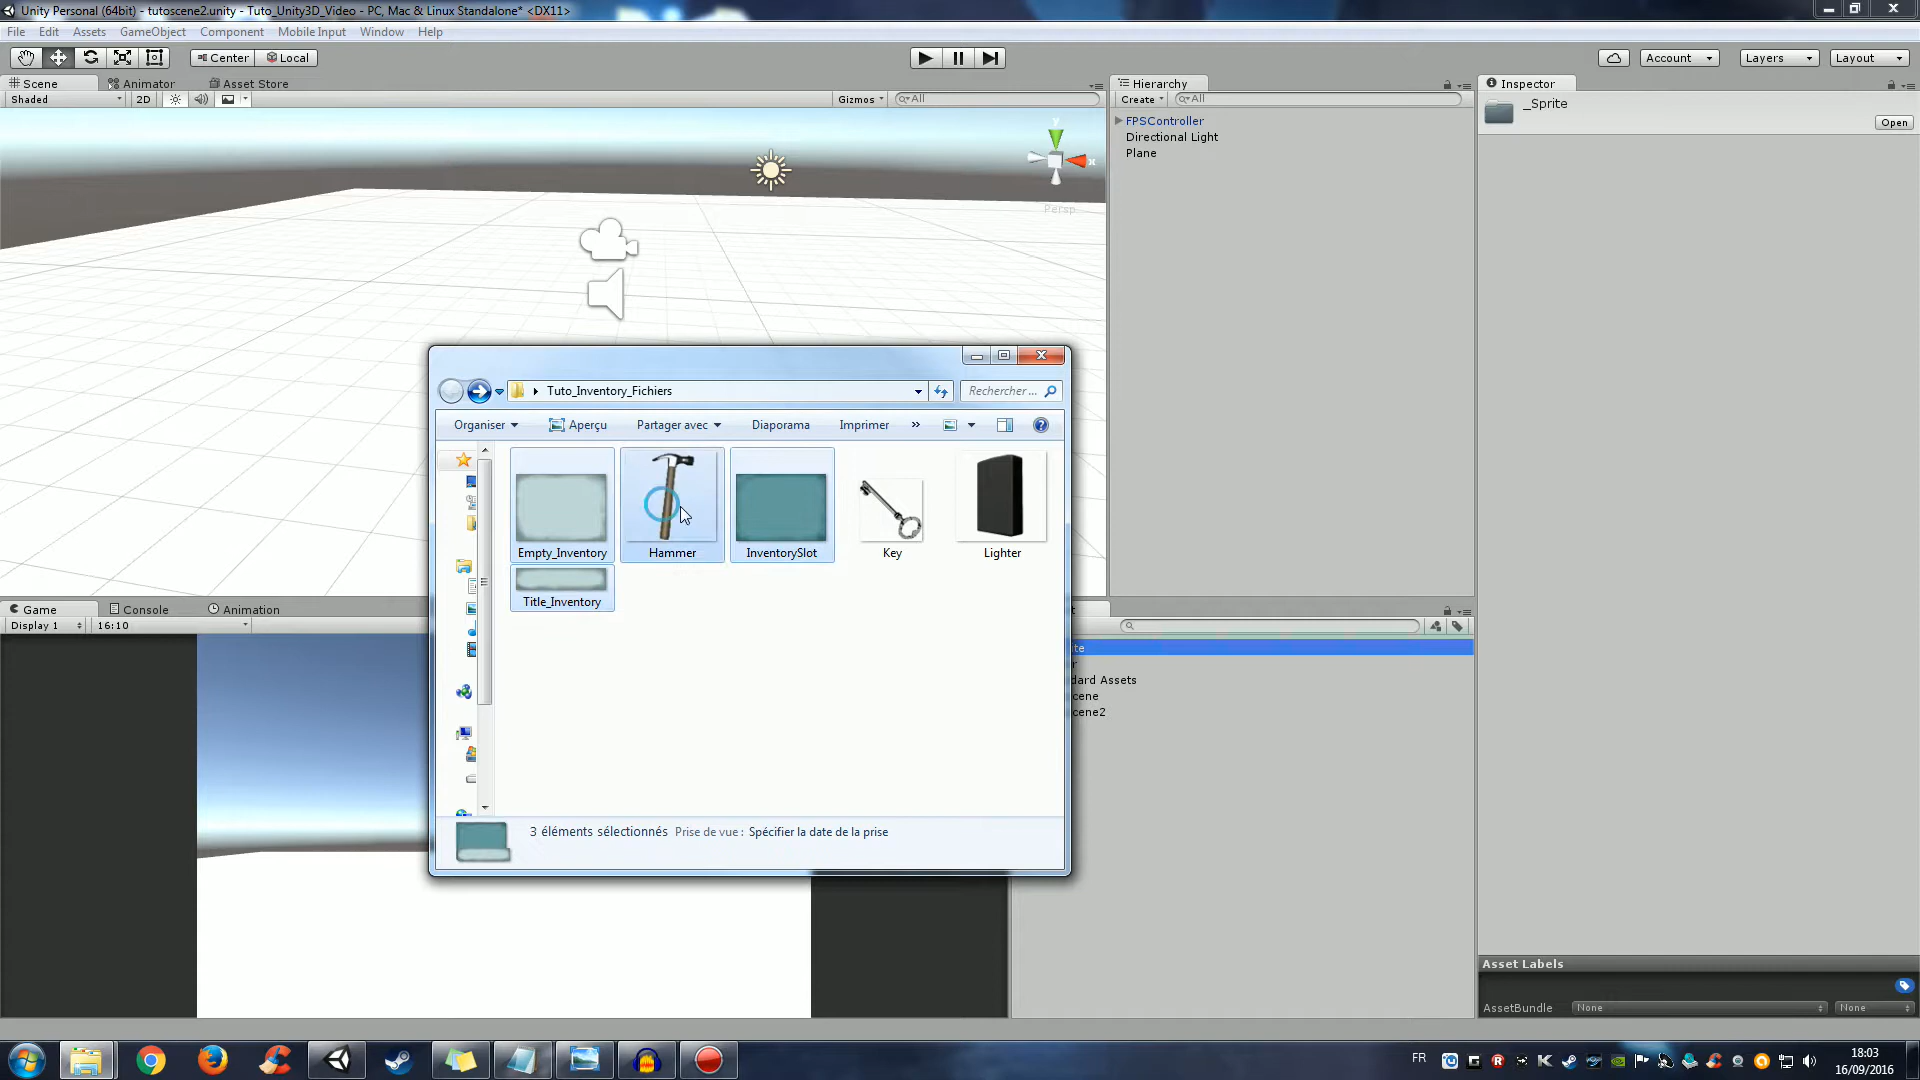 Unity Personal (64bit) - tutoscene2.unity - Tuto_Unity3D_Video - PC, Mac & Linux Standalone* <DX11>
File Edit Assets GameObject Component Mobile Input Window Help
Center Local Account Layers Layout
Scene Animator Asset Store Hierarchy Inspector
Shaded 2D Gizmos All Create All
_Sprite
Open
FPSController
Directional Light
Plane
y
x
Persp
Tuto_Inventory_Fichiers Rechercher ...
Organiser Aperçu Partager avec Diaporama Imprimer »
Empty_Inventory Hammer InventorySlot Key Lighter
Title_Inventory
Game Console Animation
Display 1 16:10
dard Assets
cene
cene2
3 éléments sélectionnés Prise de vue : Spécifier la date de la prise
Asset Labels
AssetBundle None None
FR 18:03
16/09/2016